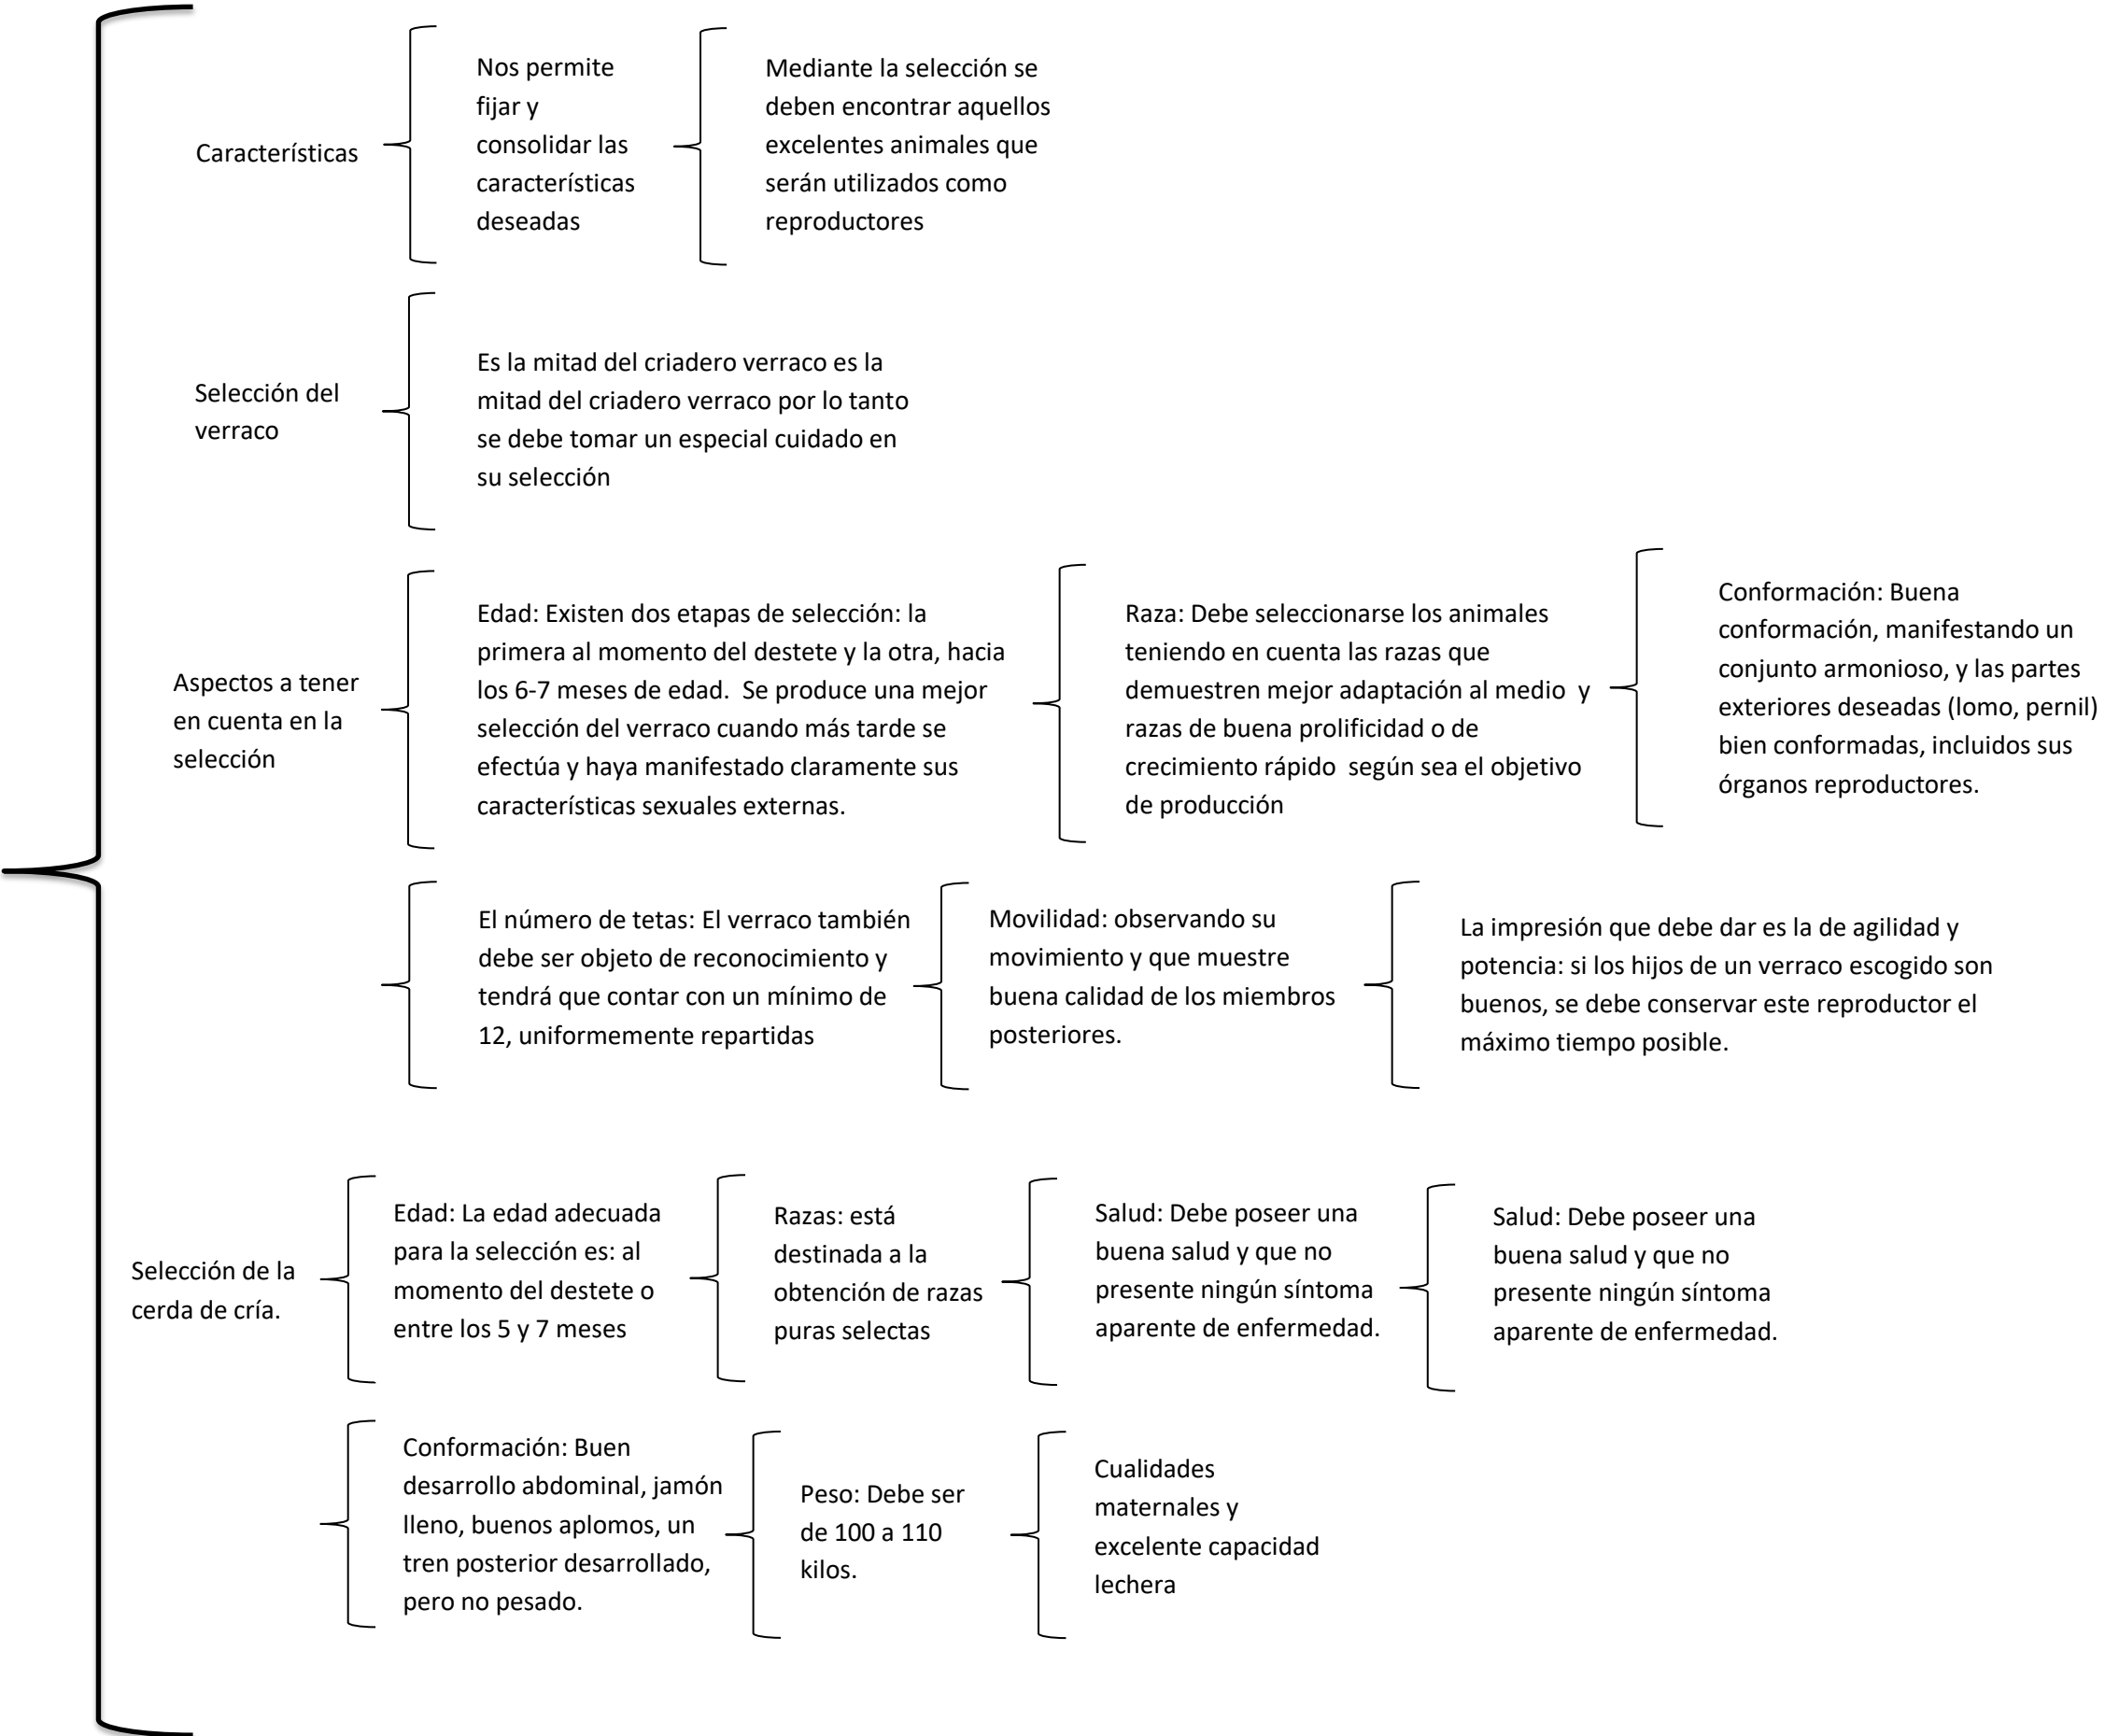 Características
Nos permite
fijar y
consolidar las
características
deseadas
Mediante la selección se
deben encontrar aquellos
excelentes animales que
serán utilizados como
reproductores
Selección del
verraco
Es la mitad del criadero verraco es la
mitad del criadero verraco por lo tanto
se debe tomar un especial cuidado en
su selección
Aspectos a tener
en cuenta en la
selección
Edad: Existen dos etapas de selección: la
primera al momento del destete y la otra, hacia
los 6-7 meses de edad.  Se produce una mejor
selección del verraco cuando más tarde se
efectúa y haya manifestado claramente sus
características sexuales externas.
Raza: Debe seleccionarse los animales
teniendo en cuenta las razas que
demuestren mejor adaptación al medio  y
razas de buena prolificidad o de
crecimiento rápido  según sea el objetivo
de producción
Conformación: Buena
conformación, manifestando un
conjunto armonioso, y las partes
exteriores deseadas (lomo, pernil)
bien conformadas, incluidos sus
órganos reproductores.
El número de tetas: El verraco también
debe ser objeto de reconocimiento y
tendrá que contar con un mínimo de
12, uniformemente repartidas
Movilidad: observando su
movimiento y que muestre
buena calidad de los miembros
posteriores.
La impresión que debe dar es la de agilidad y
potencia: si los hijos de un verraco escogido son
buenos, se debe conservar este reproductor el
máximo tiempo posible.
Selección de la
cerda de cría.
Edad: La edad adecuada
para la selección es: al
momento del destete o
entre los 5 y 7 meses
Razas: está
destinada a la
obtención de razas
puras selectas
Salud: Debe poseer una
buena salud y que no
presente ningún síntoma
aparente de enfermedad.
Salud: Debe poseer una
buena salud y que no
presente ningún síntoma
aparente de enfermedad.
Conformación: Buen
desarrollo abdominal, jamón
lleno, buenos aplomos, un
tren posterior desarrollado,
pero no pesado.
Peso: Debe ser
de 100 a 110
kilos.
Cualidades
maternales y
excelente capacidad
lechera